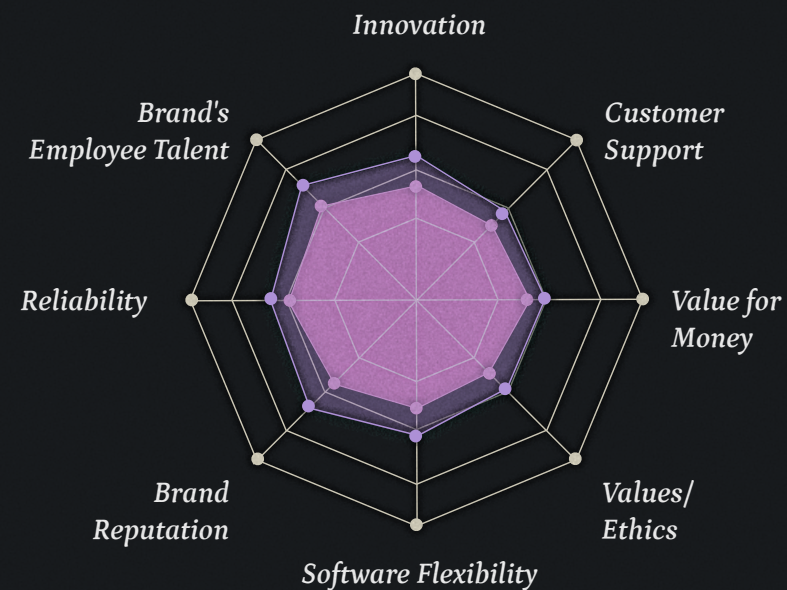 Innovation
Brand's
Employee Talent
Customer
Support
Reliability
Value for
Money
Brand
Reputation
Values/
Ethics
Software Flexibility